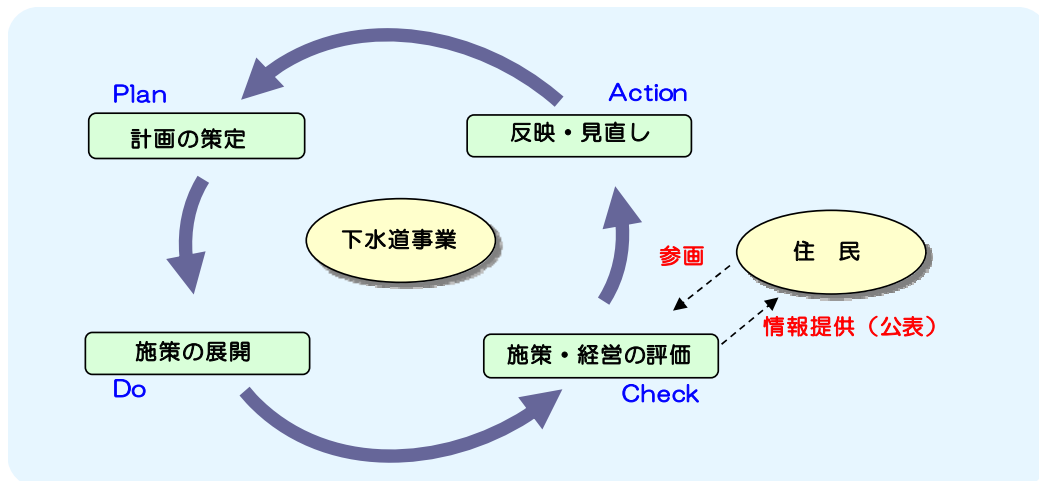 Plan
計画の策定
Action
反映・見直し
下水道事業
参画
住　民
情報提供（公表）
施策の展開
Do
施策・経営の評価
Check